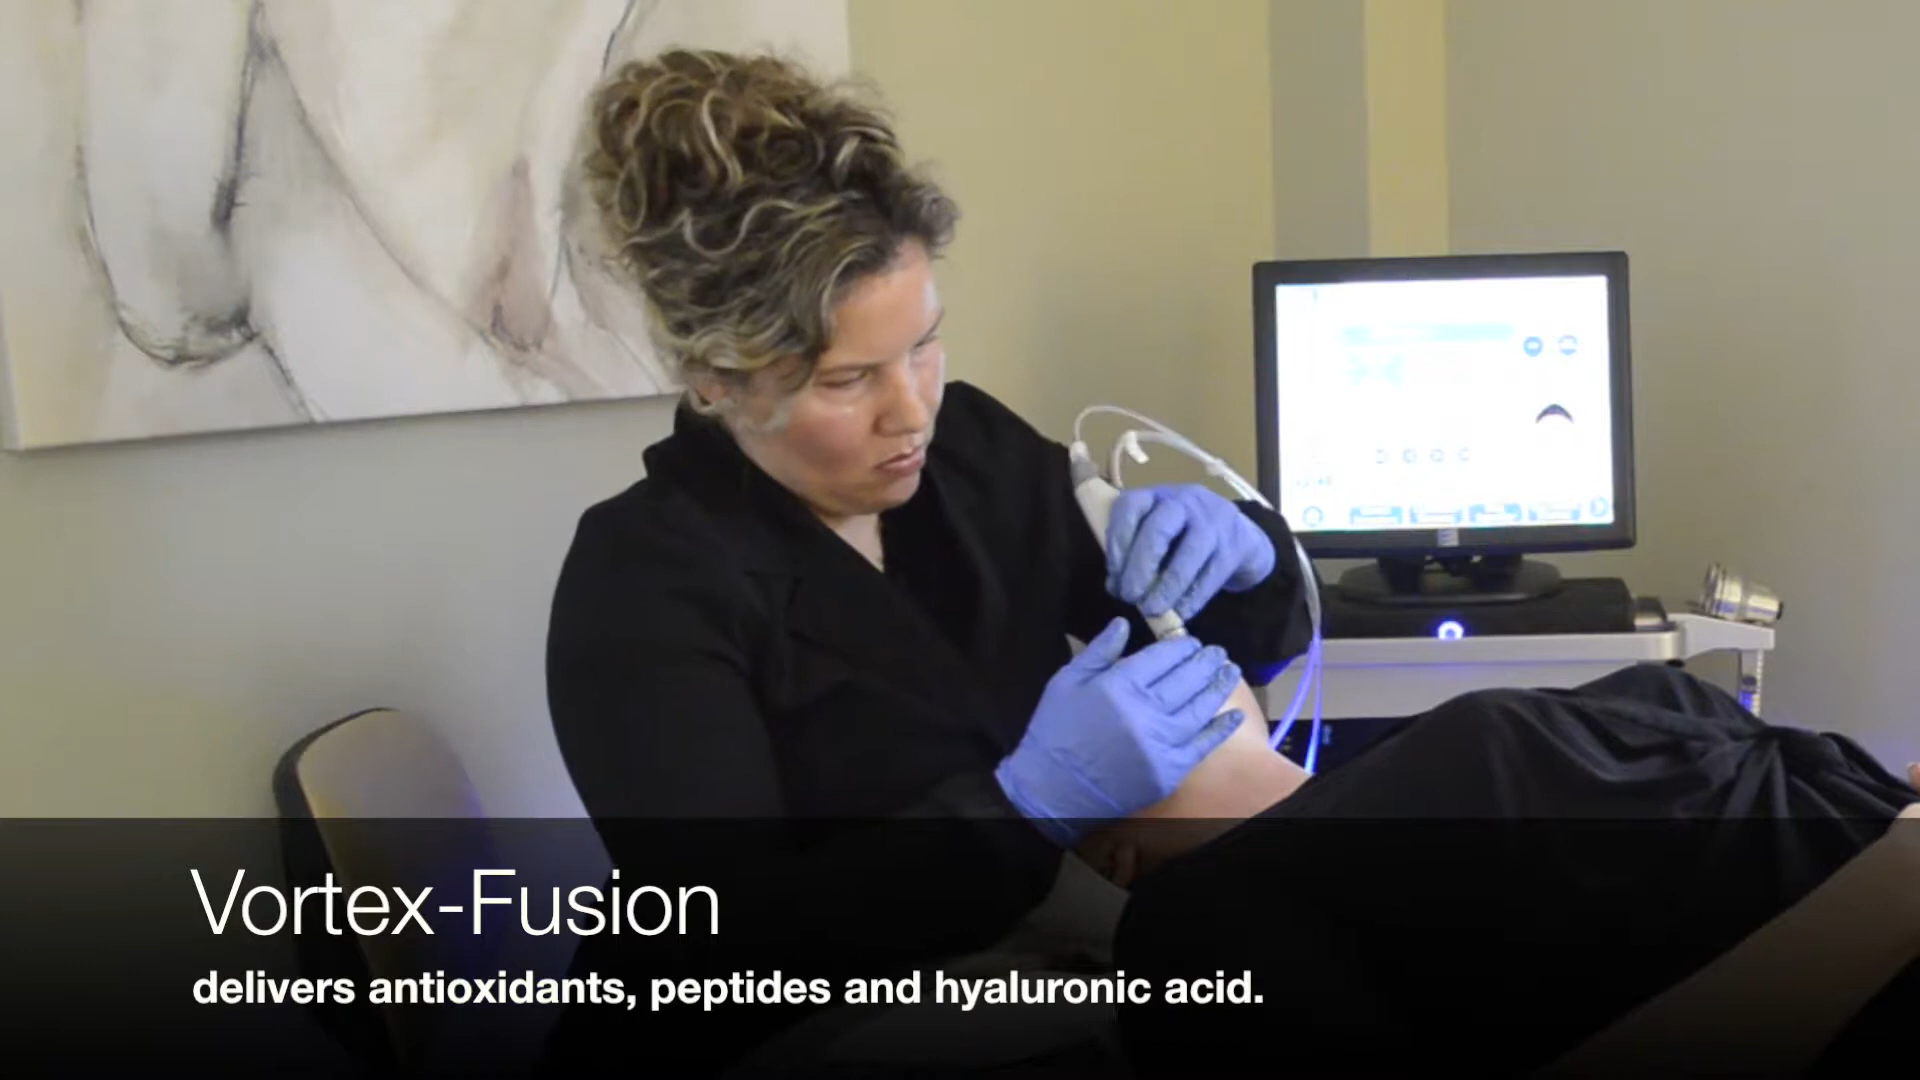 Vortex-Fusion
delivers antioxidants, peptides and hyaluronic acid.